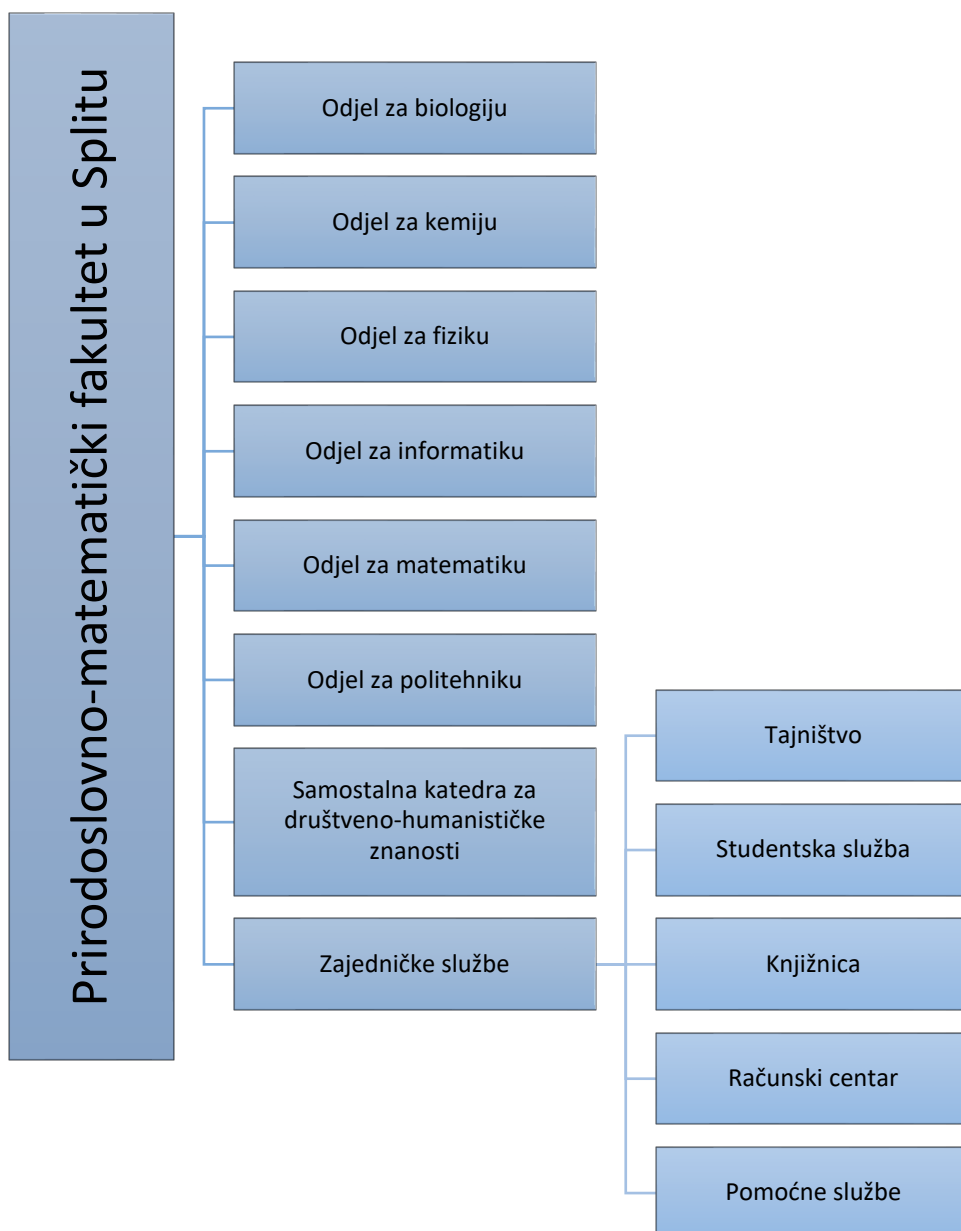 Prirodoslovno-matematički fakultet u Splitu
Odjel za biologiju
Odjel za kemiju
Odjel za fiziku
Odjel za informatiku
Odjel za matematiku
Odjel za politehniku
Samostalna katedra za
društveno-humanističke
znanosti
Zajedničke službe
Tajništvo
Studentska služba
Knjižnica
Računski centar
Pomoćne službe